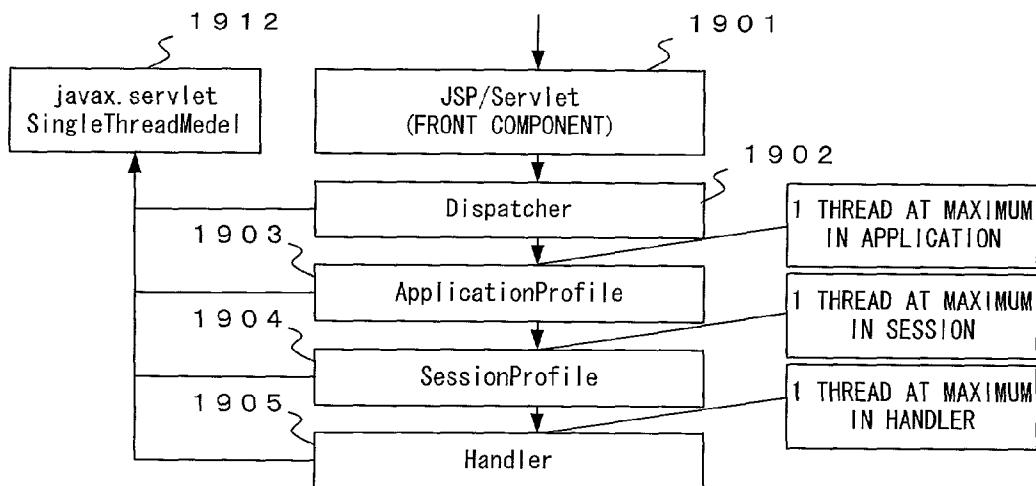 1912
1901
javax.servlet
SingleThreadMedel
JSP/Servlet
(FRONT COMPONENT)
1902
Dispatcher
1 THREAD AT MAXIMUM
IN APPLICATION
1903
ApplicationProfile
1 THREAD AT MAXIMUM
IN SESSION
1904
SessionProfile
1 THREAD AT MAXIMUM
IN HANDLER
1905
Handler